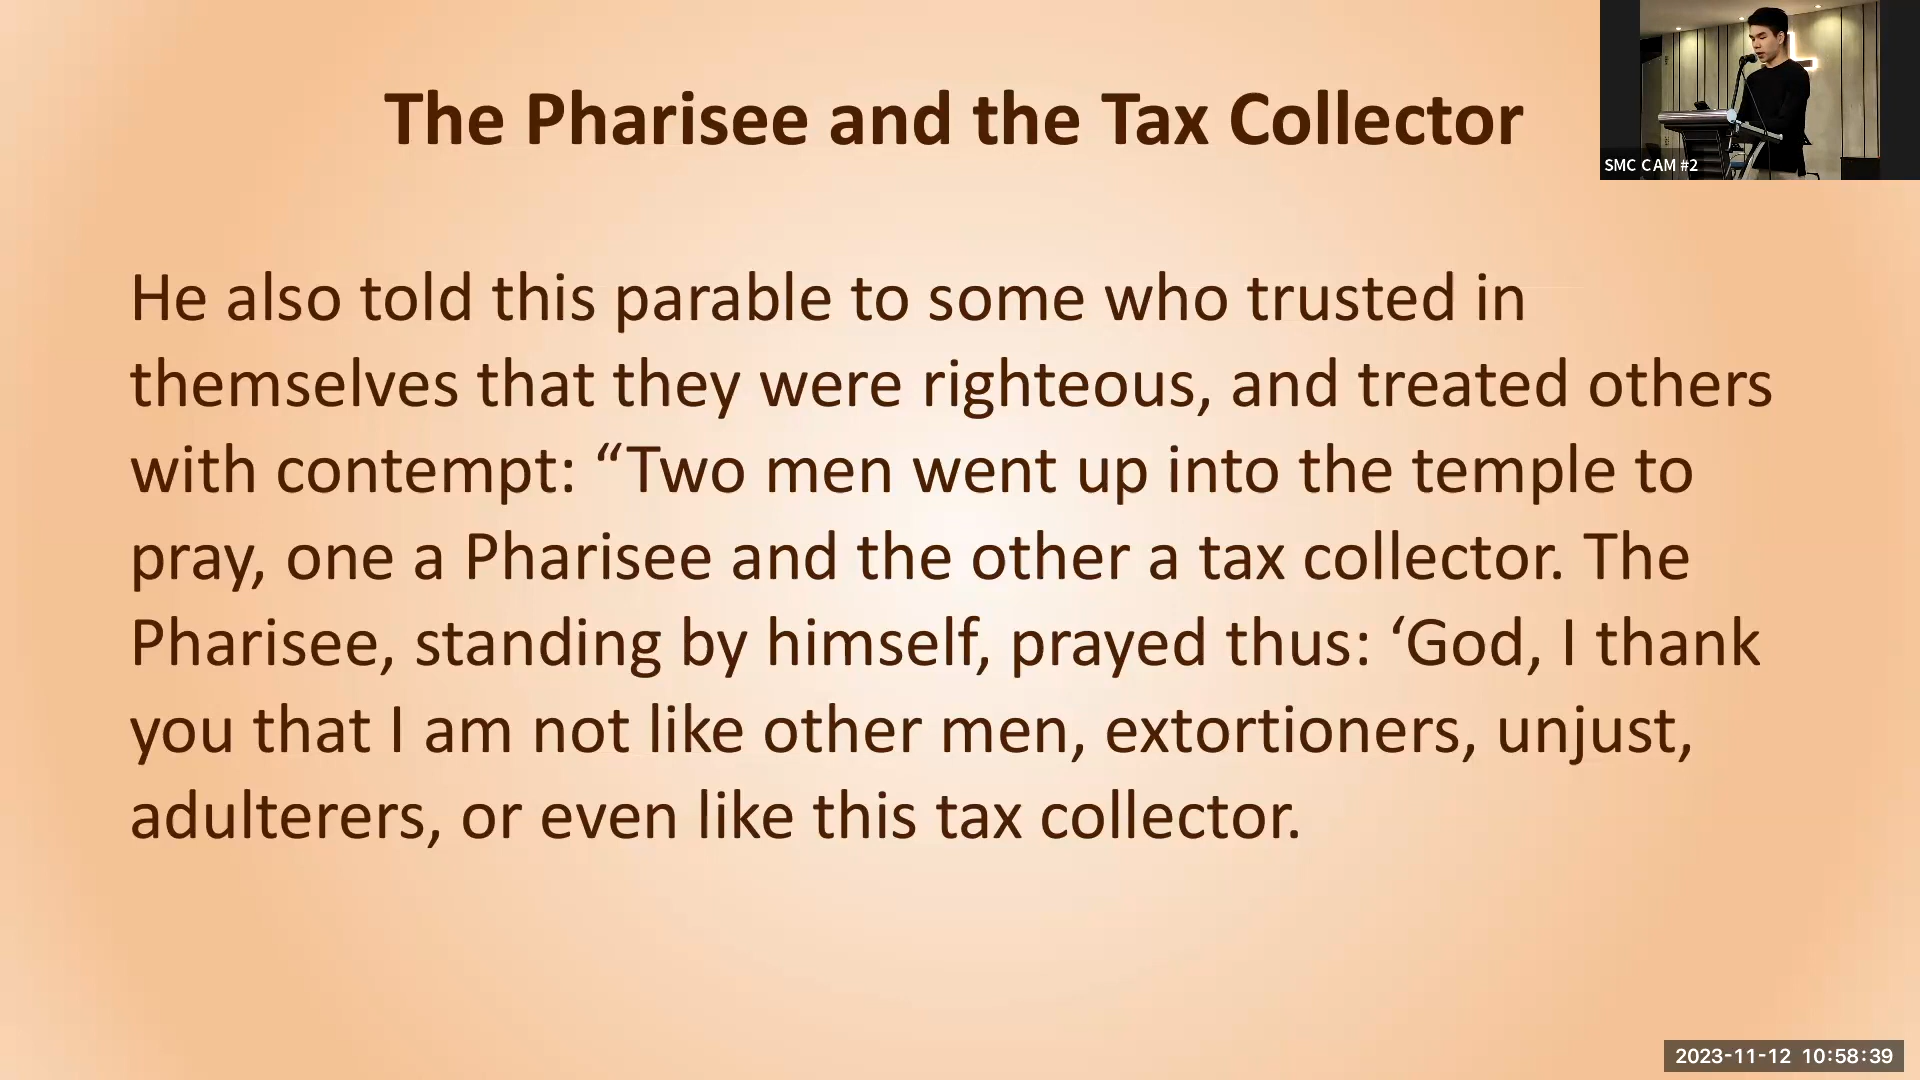 The Pharisee and the Tax Collector
SMC CAM #2
He also told this parable to some who trusted in
themselves that they were righteous, and treated others
with contempt: “Two men went up into the temple to
pray, one a Pharisee and the other a tax collector. The
Pharisee, standing by himself, prayed thus: ‘God, I thank
you that I am not like other men, extortioners, unjust,
adulterers, or even like this tax collector.
2023-11-12 10:58:39